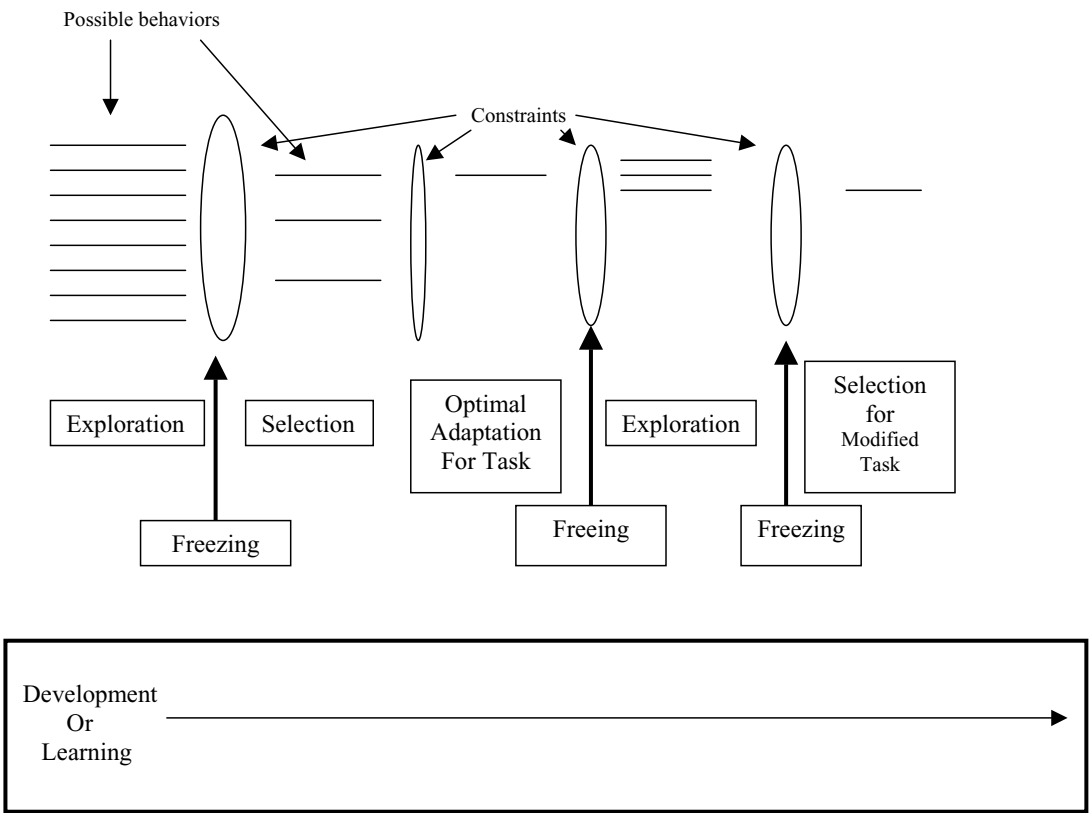 Possible behaviors
Constraints
Exploration
Selection
Optimal
Adaptation
For Task
Exploration
Selection
for
Modified
Task
Freezing
Freeing
Freezing
Development
Or
Learning